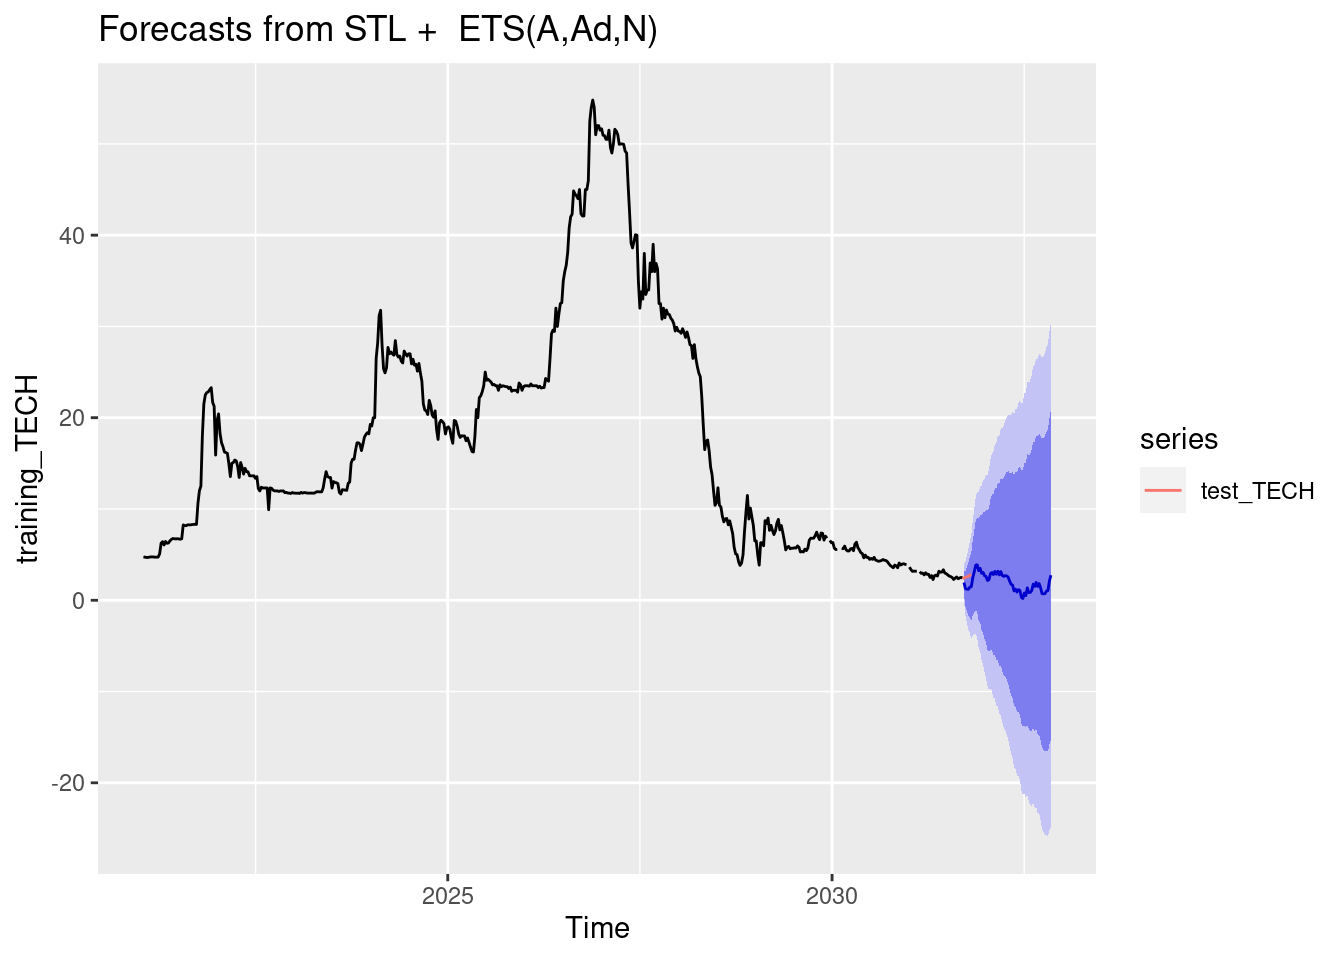 Forecasts from STL +  ETS(A,Ad,N)
training_TECH
40
20
0
-20
2025
2030
Time
series
test_TECH